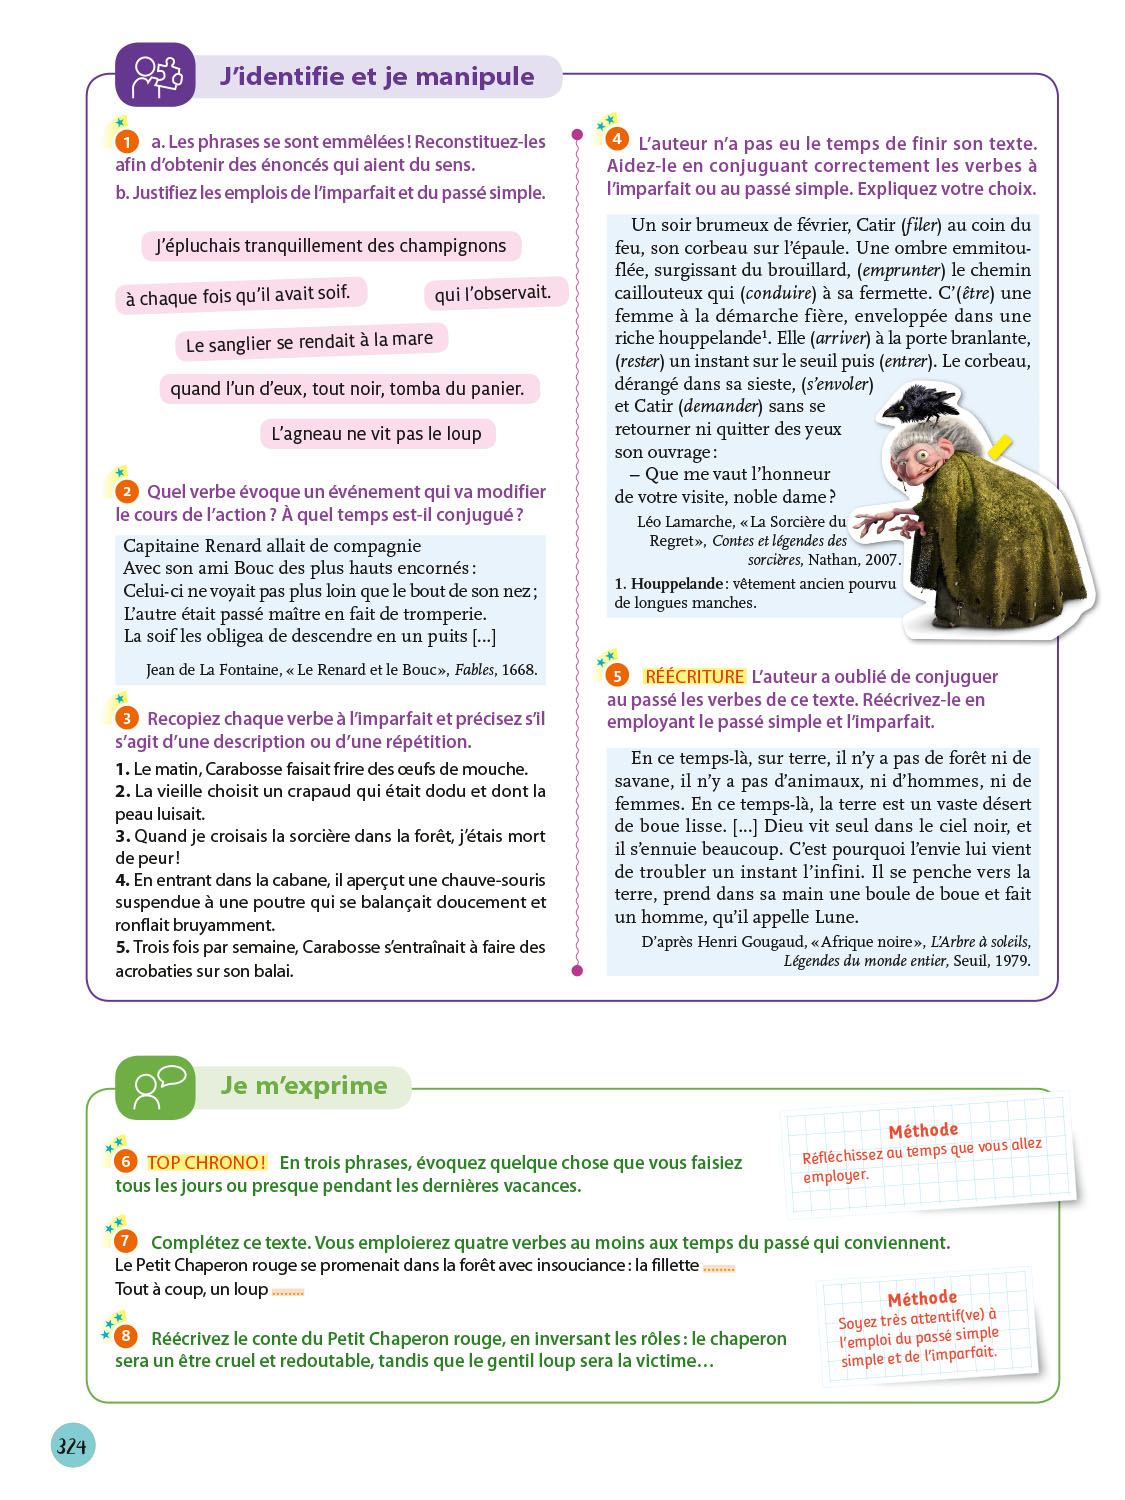 J’identifie et je manipule
1 a. Les phrases se sont emmêlées ! Reconstituez-les
afin d’obtenir des énoncés qui aient du sens.
b. Justifiez les emplois de l’imparfait et du passé simple.
J’épluchais tranquillement des champignons
à chaque fois qu’il avait soif.
qui l’observait.
Le sanglier se rendait à la mare
quand l’un d’eux, tout noir, tomba du panier.
L’agneau ne vit pas le loup
2 Quel verbe évoque un événement qui va modifier
le cours de l’action ? À quel temps est-il conjugué ?
Capitaine Renard allait de compagnie
Avec son ami Bouc des plus hauts encornés :
Celui-ci ne voyait pas plus loin que le bout de son nez ;
L’autre était passé maître en fait de tromperie.
La soif les obligea de descendre en un puits [...]
Jean de La Fontaine, « Le Renard et le Bouc », Fables, 1668.
3 Recopiez chaque verbe à l’imparfait et précisez s’il
s’agit d’une description ou d’une répétition.
1. Le matin, Carabosse faisait frire des œufs de mouche.
2. La vieille choisit un crapaud qui était dodu et dont la
peau luisait.
3. Quand je croisais la sorcière dans la forêt, j’étais mort
de peur !
4. En entrant dans la cabane, il aperçut une chauve-souris
suspendue à une poutre qui se balançait doucement et
ronflait bruyamment.
5. Trois fois par semaine, Carabosse s’entraînait à faire des
acrobaties sur son balai.
4 L’auteur n’a pas eu le temps de finir son texte.
Aidez-le en conjuguant correctement les verbes à
l’imparfait ou au passé simple. Expliquez votre choix.
Un soir brumeux de février, Catir (filer) au coin du
feu, son corbeau sur l’épaule. Une ombre emmitou-
flée, surgissant du brouillard, (emprunter) le chemin
caillouteux qui (conduire) à sa fermette. C’(être) une
femme à la démarche fière, enveloppée dans une
riche houppelande¹. Elle (arriver) à la porte branlante,
(rester) un instant sur le seuil puis (entrer). Le corbeau,
dérangé dans sa sieste, (s’envoler)
et Catir (demander) sans se
retourner ni quitter des yeux
son ouvrage :
– Que me vaut l’honneur
de votre visite, noble dame ?
Léo Lamarche, « La Sorcière du
Regret », Contes et légendes des
sorcières, Nathan, 2007.
1. Houppelande : vêtement ancien pourvu
de longues manches.
5 RÉÉCRITURE L’auteur a oublié de conjuguer
au passé les verbes de ce texte. Réécrivez-le en
employant le passé simple et l’imparfait.
En ce temps-là, sur terre, il n’y a pas de forêt ni de
savane, il n’y a pas d’animaux, ni d’hommes, ni de
femmes. En ce temps-là, la terre est un vaste désert
de boue lisse. [...] Dieu vit seul dans le ciel noir, et
il s’ennuie beaucoup. C’est pourquoi l’envie lui vient
de troubler un instant l’infini. Il se penche vers la
terre, prend dans sa main une boule de boue et fait
un homme, qu’il appelle Lune.
D’après Henri Gougaud, « Afrique noire », L’Arbre à soleils,
Légendes du monde entier, Seuil, 1979.
Je m’exprime
6 TOP CHRONO ! En trois phrases, évoquez quelque chose que vous faisiez
tous les jours ou presque pendant les dernières vacances.
Méthode
Réfléchissez au temps que vous allez
employer.
7 Complétez ce texte. Vous emploierez quatre verbes au moins aux temps du passé qui conviennent.
Le Petit Chaperon rouge se promenait dans la forêt avec insouciance : la fillette ........
Tout à coup, un loup ........
8 Réécrivez le conte du Petit Chaperon rouge, en inversant les rôles : le chaperon
sera un être cruel et redoutable, tandis que le gentil loup sera la victime…
Méthode
Soyez très attentif(ve) à
l’emploi du passé simple
simple et de l’imparfait.
324